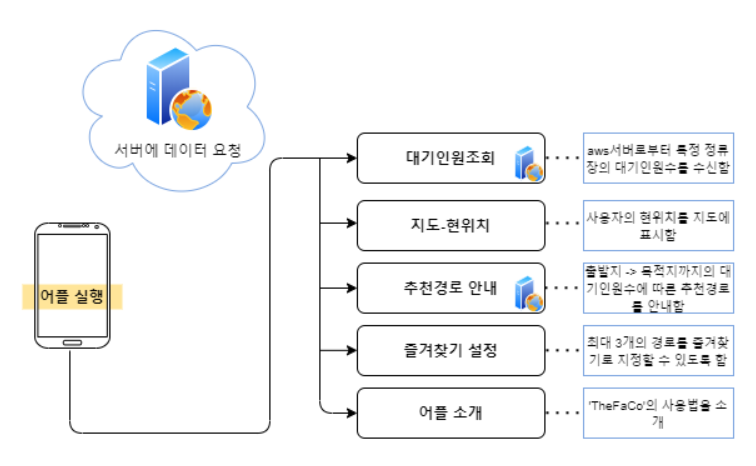 서버에 데이터 요청
어플 실행
대기인원조회
aws서버로부터 특정 정류
장의 대기인원수를 수신함
지도-현위치
사용자의 현위치를 지도에
표시함
추천경로 안내
출발지 -> 목적지까지의 대
기인원수에 따른 추천경로
를 안내함
즐겨찾기 설정
최대 3개의 경로를 즐겨찾
기로 지정할 수 있도록 함
어플 소개
'TheFaCo'의 사용법을 소
개